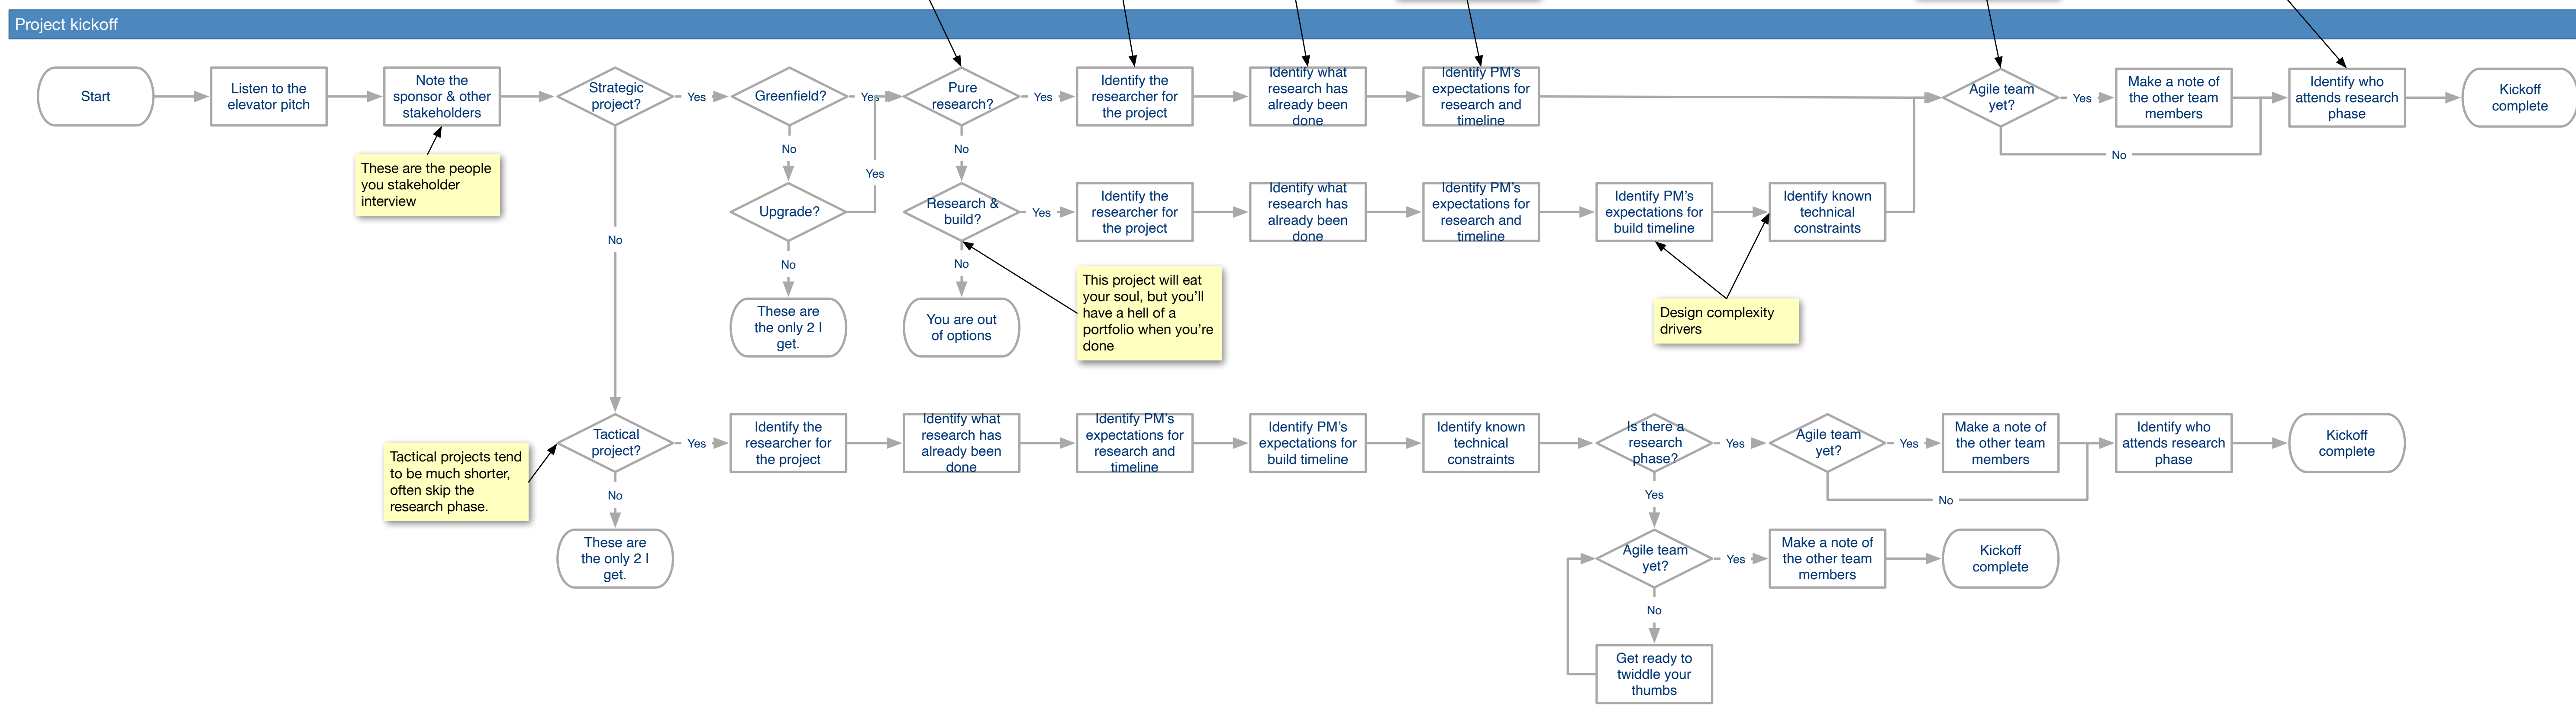 Project kickoff
Start
Listen to the
elevator pitch
Note the
sponsor & other
stakeholders
Strategic
project?
Yes
Greenfield?
Yes
Pure
research?
Yes
Identify the
researcher for
the project
Identify what
research has
already been
done
Identify PM's
expectations for
research and
timeline
Agile team
yet?
Yes
Make a note of
the other team
members
Identify who
attends research
phase
Kickoff
complete
These are the people
you stakeholder
interview
No
No
Yes
No
No
Upgrade?
Research &
build?
Yes
Identify the
researcher for
the project
Identify what
research has
already been
done
Identify PM's
expectations for
research and
timeline
Identify PM's
expectations for
build timeline
Identify known
technical
constraints
No
No
These are
the only 2 I
get.
You are out
of options
This project will eat
your soul, but you'll
have a hell of a
portfolio when you're
done
Design complexity
drivers
Tactical
project?
Yes
Identify the
researcher for
the project
Identify what
research has
already been
done
Identify PM's
expectations for
research and
timeline
Identify PM's
expectations for
build timeline
Identify known
technical
constraints
Is there a
research
phase?
Yes
Agile team
yet?
Yes
Make a note of
the other team
members
Identify who
attends research
phase
Kickoff
complete
Tactical projects tend
to be much shorter,
often skip the
research phase.
No
Yes
No
These are
the only 2 I
get.
Agile team
yet?
Yes
Make a note of
the other team
members
Kickoff
complete
No
Get ready to
twiddle your
thumbs